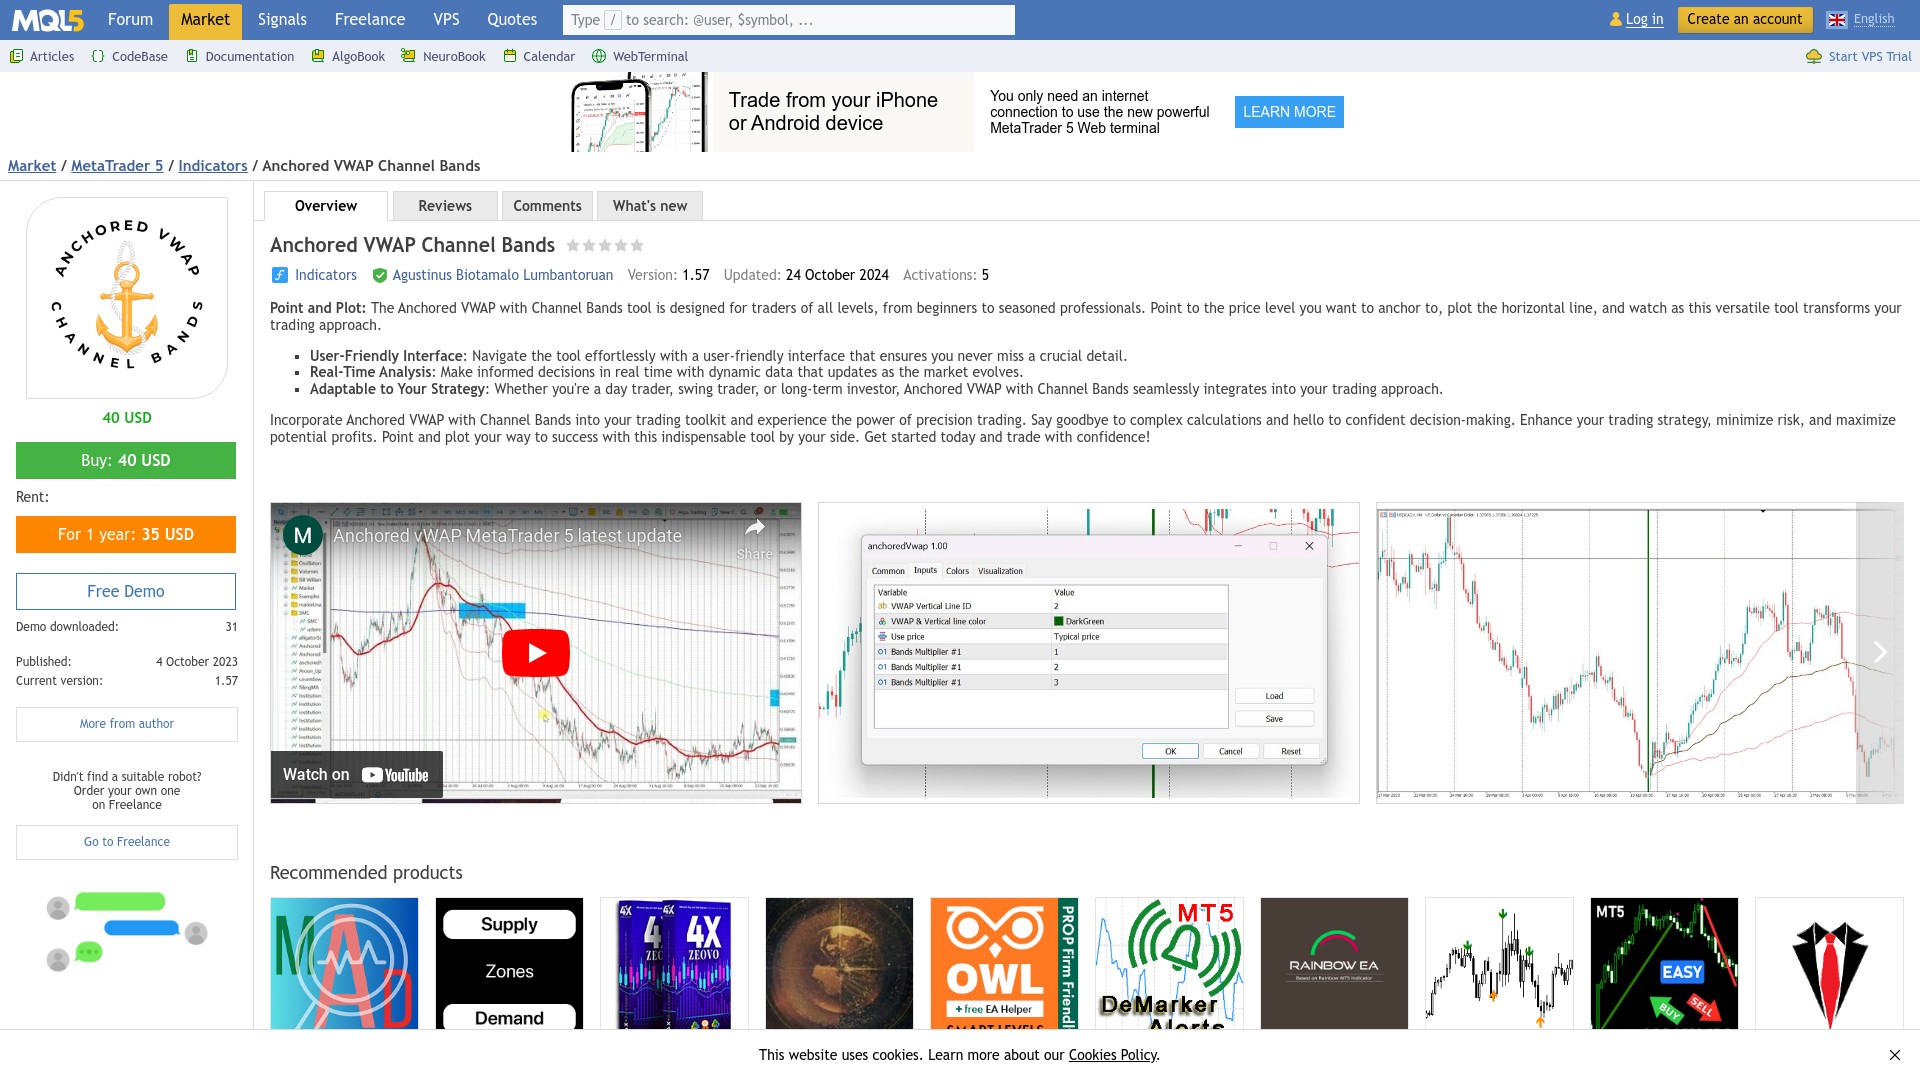 MQL5
Forum
Market
Signals
Freelance
VPS
Quotes
Type / to search: @user, $symbol, ...
Log in
Create an account
English
Articles
CodeBase
Documentation
AlgoBook
NeuroBook
Calendar
WebTerminal
Start VPS Trial
Trade from your iPhone
or Android device
You only need an internet
connection to use the new powerful
MetaTrader 5 Web terminal
LEARN MORE
Market / MetaTrader 5 / Indicators / Anchored VWAP Channel Bands
ANCHORED VWAP
CHANNEL BANDS
40 USD
Buy: 40 USD
Rent:
For 1 year: 35 USD
Free Demo
Demo downloaded: 31
Published: 4 October 2023
Current version: 1.57
More from author
Didn't find a suitable robot?
Order your own one
on Freelance
Go to Freelance
Overview
Reviews
Comments
What's new
Anchored VWAP Channel Bands
Indicators
Agustinus Biotamalo Lumbantoruan
Version: 1.57
Updated: 24 October 2024
Activations: 5
Point and Plot: The Anchored VWAP with Channel Bands tool is designed for traders of all levels, from beginners to seasoned professionals. Point to the price level you want to anchor to, plot the horizontal line, and watch as this versatile tool transforms your
trading approach.
User-Friendly Interface: Navigate the tool effortlessly with a user-friendly interface that ensures you never miss a crucial detail.
Real-Time Analysis: Make informed decisions in real time with dynamic data that updates as the market evolves.
Adaptable to Your Strategy: Whether you're a day trader, swing trader, or long-term investor, Anchored VWAP with Channel Bands seamlessly integrates into your trading approach.
Incorporate Anchored VWAP with Channel Bands into your trading toolkit and experience the power of precision trading. Say goodbye to complex calculations and hello to confident decision-making. Enhance your trading strategy, minimize risk, and maximize
potential profits. Point and plot your way to success with this indispensable tool by your side. Get started today and trade with confidence!
M
Anchored vWAP MetaTrader 5 latest update
Share
Watch on YouTube
anchoredVwap 1.00
Common
Inputs
Colors
Visualization
Variable Value
VWAP Vertical Line ID 2
VWAP & Vertical line color DarkGreen
Use price Typical price
Bands Multiplier #1 1
Bands Multiplier #1 2
Bands Multiplier #1 3
Load
Save
OK
Cancel
Reset
Recommended products
MAD
Supply
Zones
Demand
4X
4X
4X
ZEOVO
OWL
+ free EA Helper
SMART LEVELS
PROP Firm Friendl
MT5
DeMarker
Alerts
RAINBOW EA
Based on Rainbow MT5 Indicator
MT5
EASY
BUY
SELL
This website uses cookies. Learn more about our Cookies Policy.